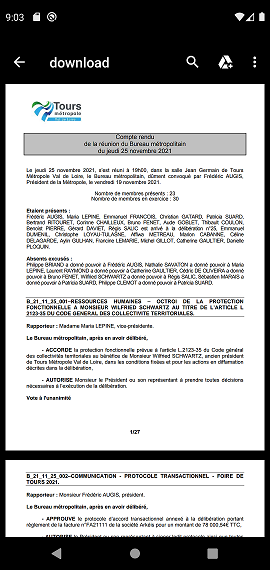 9:03
download
Tours
métropole
Compte rendu
de la réunion du Bureau métropolitain
du jeudi 25 novembre 2021
Le jeudi 25 novembre 2021, s'est réuni à 19h00, dans la salle Jean Germain de Tours
Métropole Val de Loire, le Bureau métropolitain, dûment convoqué par Frédéric AUGIS,
Président de la Métropole, le vendredi 19 novembre 2021.
Nombre de membres présents : 23
Nombre de membres en exercice : 30
Etaient présents :
Frédéric AUGIS, Maria LEPINE, Emmanuel FRANCOIS, Christian GATARD, Patricia SUARD,
Bertrand RITOURET, Corinne CHAILLEUX, Bruno FENET, Aude GOBLET, Thibault COULON,
Benoist PIERRE, Gérard DAVIET, Régis SALIC est arrivé à la délibération n°25, Emmanuel
DUMENIL, Christophe LOYAU-TULASNE, Affiwa METREAU, Marion CABANNE, Céline
DELAGARDE, Aylin GULHAN, Francine LEMARIE, Michel GILLOT, Catherine GAULTIER, Danielle
PLOQUIN.
Absents excusés :
Philippe BRIAND a donné pouvoir à Frédéric AUGIS, Nathalie SAVATON a donné pouvoir à Maria
LEPINE, Laurent RAYMOND a donné pouvoir à Catherine GAULTIER, Cédric DE OLIVEIRA a donné
pouvoir à Bruno FENET, Wilfried SCHWARTZ a donné pouvoir à Régis SALIC, Sébastien MARAIS a
donné pouvoir à Patricia SUARD, Philippe CLEMOT a donné pouvoir à Patricia SUARD.
B_21_11_25_001-RESSOURCES HUMAINES – OCTROI DE LA PROTECTION
FONCTIONNELLE A MONSIEUR WILFRIED SCHWARTZ AU TITRE DE L'ARTICLE L
2123-35 DU CODE GENERAL DES COLLECTIVITE TERRITORIALES.
Rapporteur : Madame Maria LEPINE, vice-présidente.
Le Bureau métropolitain, après en avoir délibéré,
- ACCORDE la protection fonctionnelle prévue à l'article L.2123-35 du Code général
des collectivités territoriales au bénéfice de Monsieur Wilfried SCHWARTZ, ancien président
de Tours Métropole Val de Loire, dans les conditions fixées et pour les actions en diffamation
décrites dans la délibération.
- AUTORISE Monsieur le Président ou son représentant à prendre toutes décisions
nécessaires à l'exécution de la délibération.
Vote à l'unanimité
1/27
B_21_11_25_002–COMMUNICATION - PROTOCOLE TRANSACTIONNEL - FOIRE DE
TOURS 2021.
Rapporteur : Monsieur Frédéric AUGIS, président.
Le Bureau métropolitain, après en avoir délibéré,
- APPROUVE le protocole d'accord transactionnel annexé à la délibération portant
règlement de la facture n°FA21111 de la société Arkéis pour un montant de 78 000,54€ TTC,